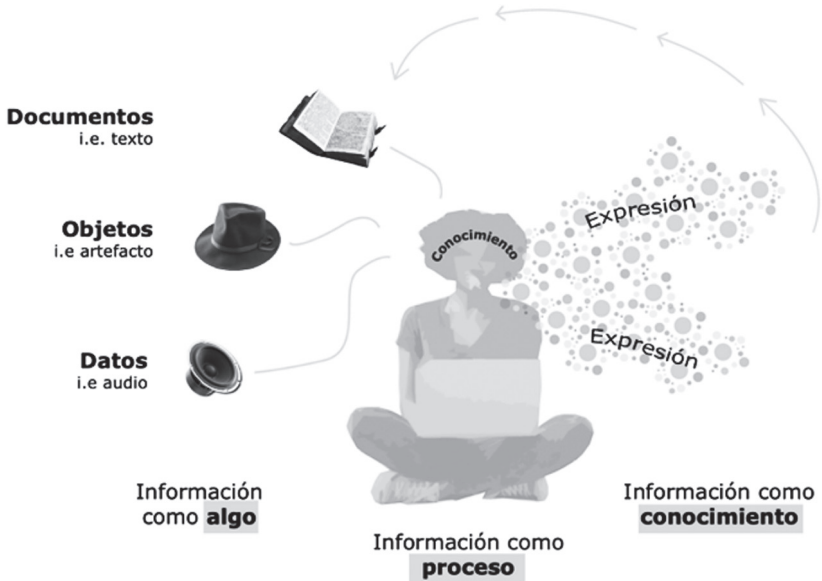 Documentos
i.e. texto
Objetos
i.e artefacto
Datos
i.e audio
Conocimiento
Expresión
Expresión
Información
como algo
Información como
proceso
Información como
conocimiento